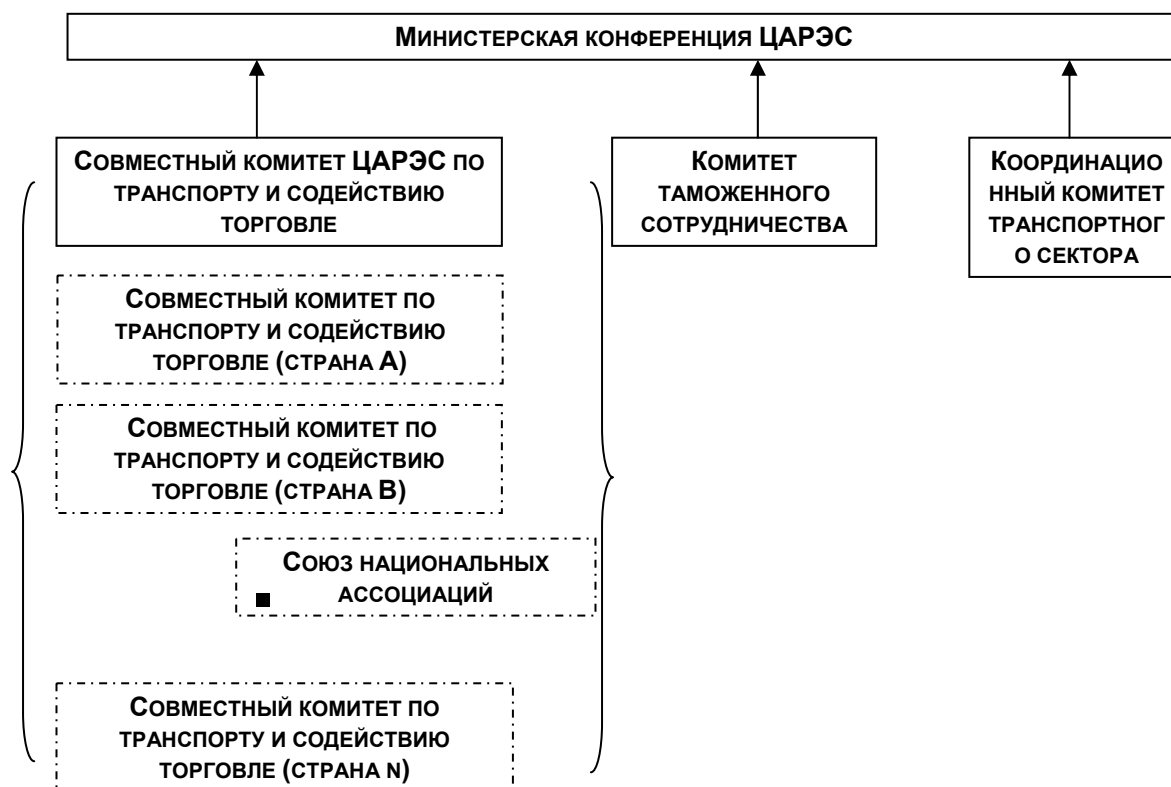 МИНИСТЕРСКАЯ КОНФЕРЕНЦИЯ ЦАРЭС
СОВМЕСТНЫЙ КОМИТЕТ ЦАРЭС ПО
ТРАНСПОРТУ И СОДЕЙСТВИЮ
ТОРГОВЛЕ
КОМИТЕТ
ТАМОЖЕННОГО
СОТРУДНИЧЕСТВА
КООРДИНАЦИО
ННЫЙ КОМИТЕТ
ТРАНСПОРТНОГ
О СЕКТОРА
СОВМЕСТНЫЙ КОМИТЕТ ПО
ТРАНСПОРТУ И СОДЕЙСТВИЮ
ТОРГОВЛЕ (СТРАНА А)
СОВМЕСТНЫЙ КОМИТЕТ ПО
ТРАНСПОРТУ И СОДЕЙСТВИЮ
ТОРГОВЛЕ (СТРАНА В)
СОЮЗ НАЦИОНАЛЬНЫХ
АССОЦИАЦИЙ
СОВМЕСТНЫЙ КОМИТЕТ ПО
ТРАНСПОРТУ И СОДЕЙСТВИЮ
ТОРГОВЛЕ (СТРАНА N)